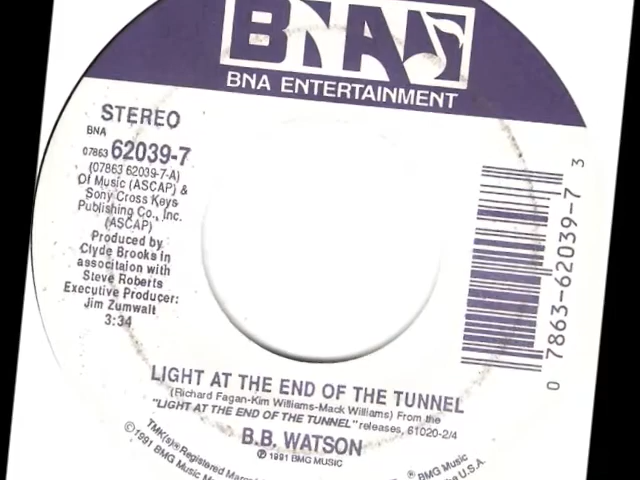 BNA
BNA ENTERTAINMENT
STEREO
BNA
07863 62039-7
(07863 62039-7-A)
Of Music (ASCAP) &
Sony Cross Keys
Publishing Co., Inc.
(ASCAP)
Produced by
Clyde Brooks in
associtaion with
Steve Roberts
Executive Producer:
Jim Zumwalt
3:34
0 7863-62039-7 3
LIGHT AT THE END OF THE TUNNEL
(Richard Fagan-Kim Williams-Mack Williams) From the
"LIGHT AT THE END OF THE TUNNEL" releases, 61020-2/4
B.B. WATSON
℗ 1991 BMG MUSIC
TMK(s)® Registered
® BMG Music
©1991 BMG Music
U.S.A.